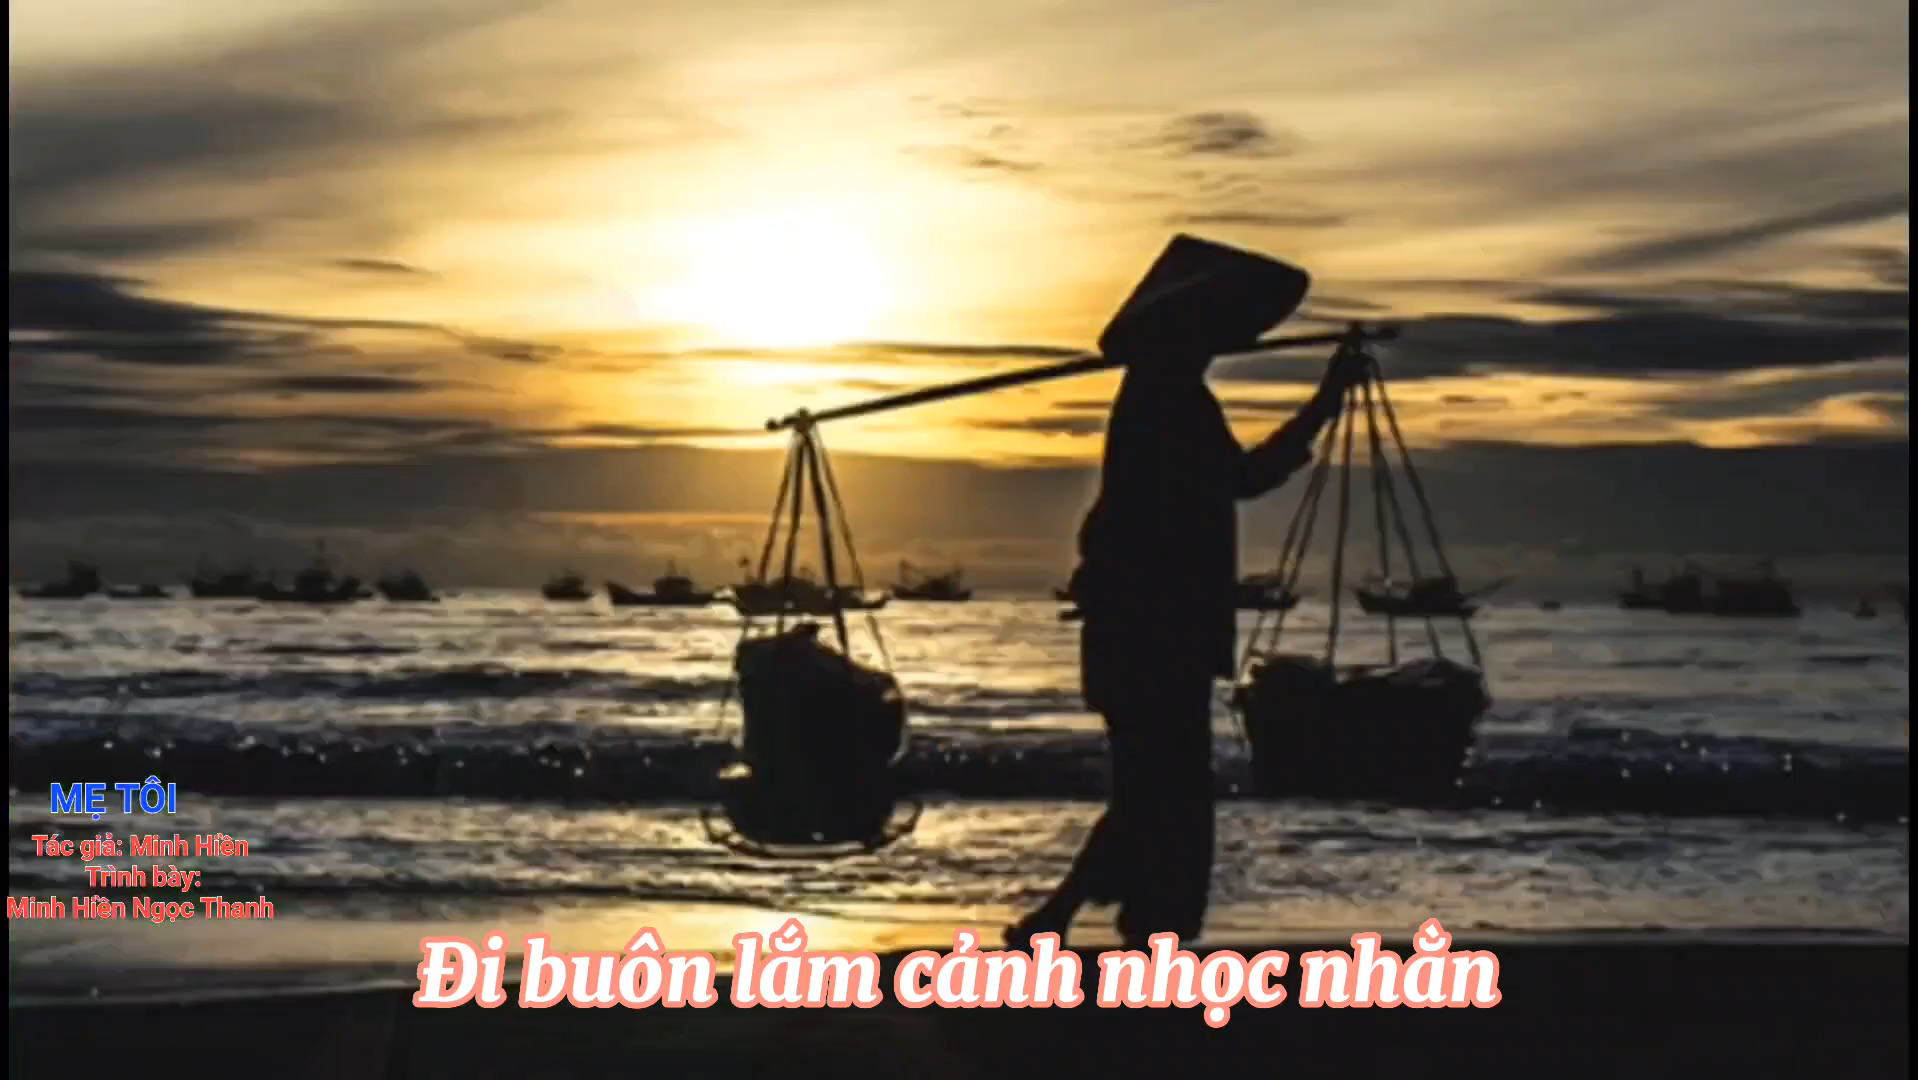 MẸ TÔI
Tác giả: Minh Hiền
Trình bày:
Minh Hiền Ngọc Thanh
Đi buôn lắm cảnh nhọc nhằn